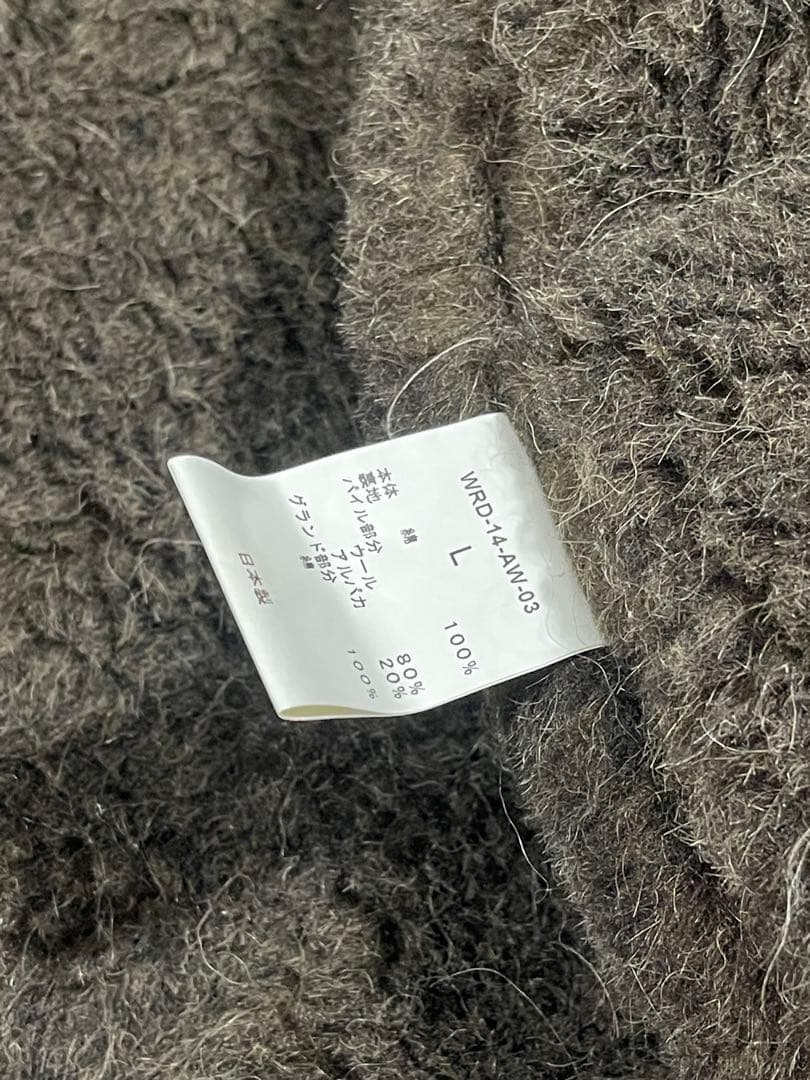 WRD-14-AW-03
L
本体 綿 100%
裏地
パイル部分 ウール 80%
アルパカ 20%
グランド部分
綿 100%
日本製